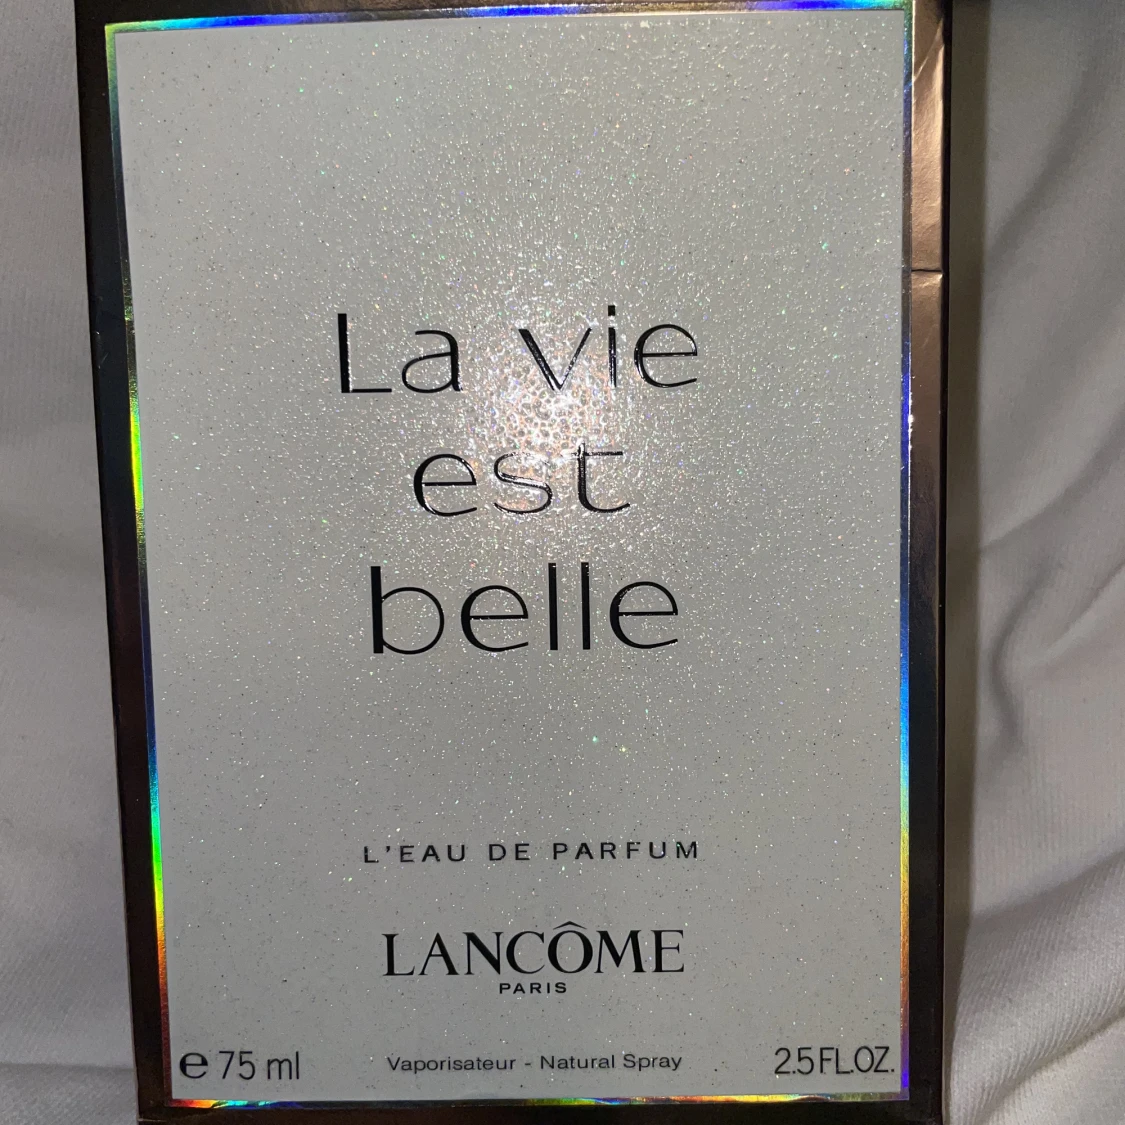 La vie
est
belle
L'EAU DE PARFUM
LANCÔME
PARIS
e 75 ml Vaporisateur - Natural Spray 2.5 FL.OZ.